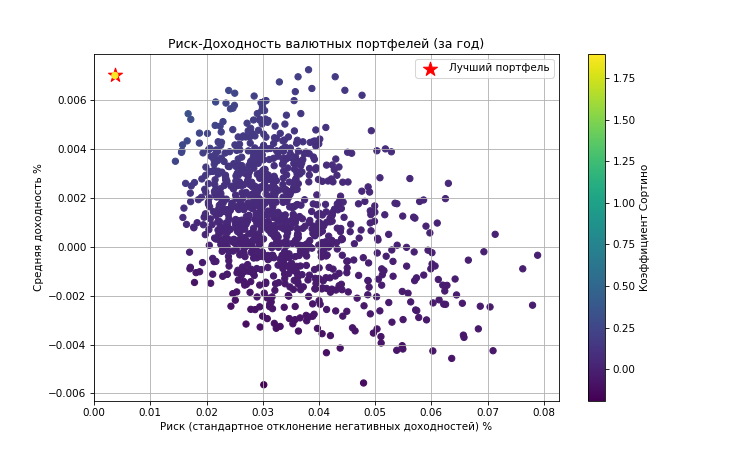 Риск-Доходность валютных портфелей (за год)
Лучший портфель
Средняя доходность %
0.006
0.004
0.002
0.000
−0.002
−0.004
−0.006
0.00 0.01 0.02 0.03 0.04 0.05 0.06 0.07 0.08
Риск (стандартное отклонение негативных доходностей) %
1.75
1.50
1.25
1.00
0.75
0.50
0.25
0.00
Коэффициент Сортино